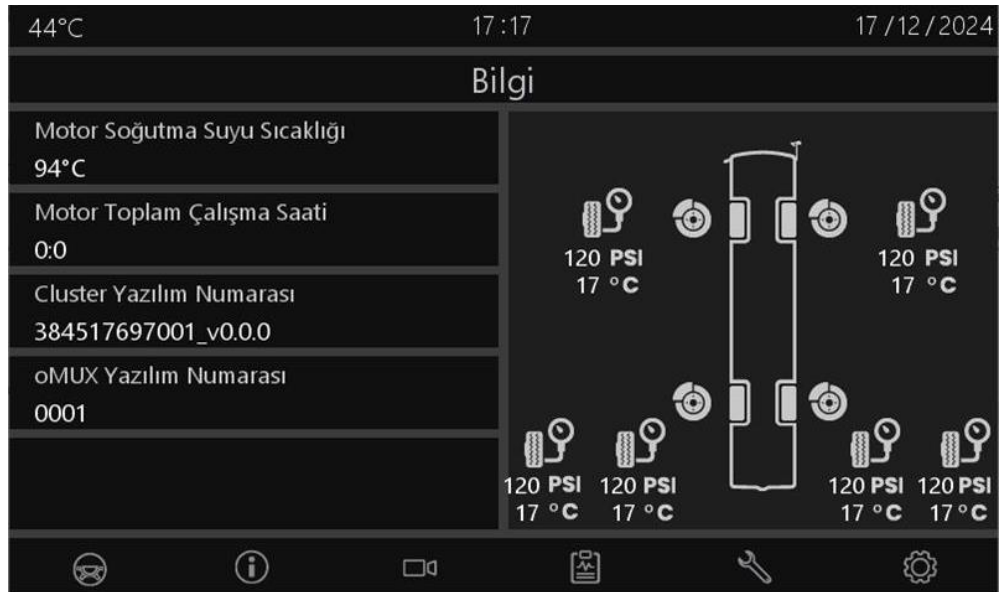 44°C 17:17 17/12/2024
Bilgi
Motor Soğutma Suyu Sıcaklığı
94°C
Motor Toplam Çalışma Saati
0:0
Cluster Yazılım Numarası
384517697001_v0.0.0
oMUX Yazılım Numarası
0001
120 PSI 120 PSI
17 °C 17 °C
120 PSI 120 PSI 120 PSI 120 PSI
17 °C 17 °C 17 °C 17 °C